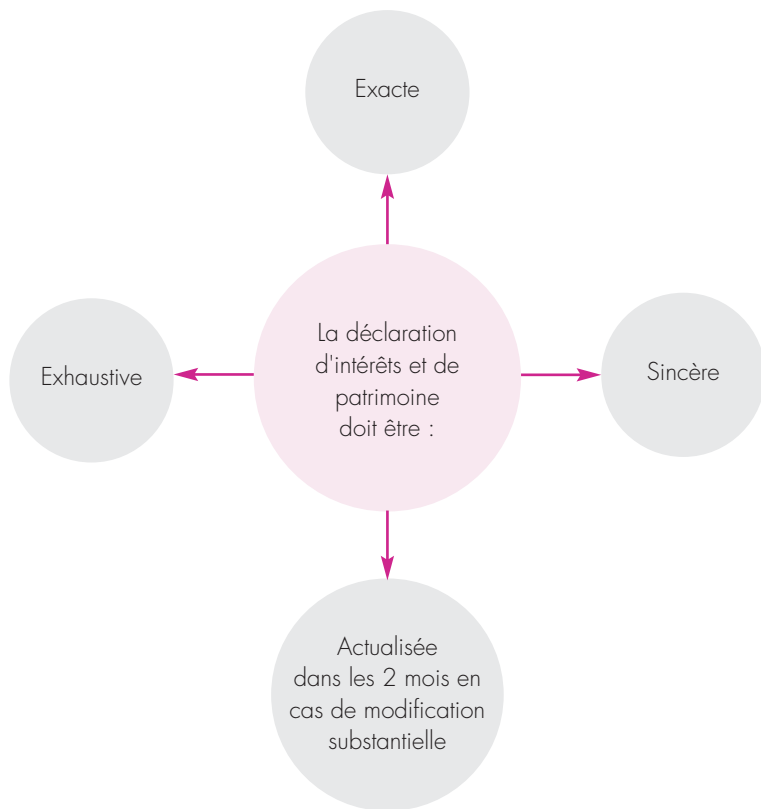 Exacte
La déclaration
d'intérêts et de
patrimoine
doit être :
Exhaustive
Sincère
Actualisée
dans les 2 mois en
cas de modification
substantielle